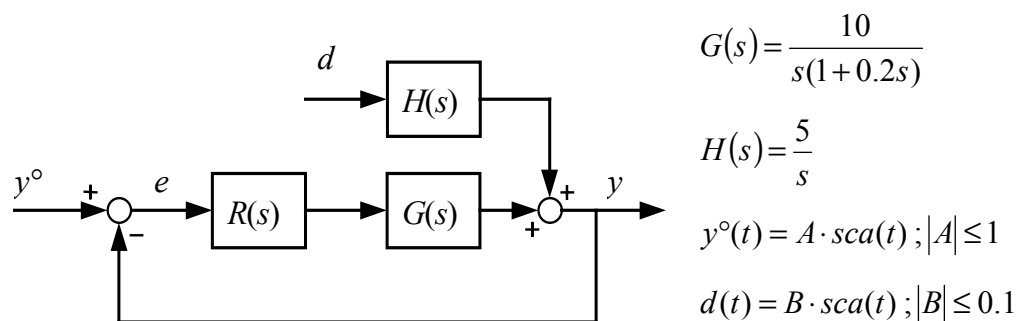 d
H(s)
y°
+
e
−
R(s)
G(s)
+
+
y
G(s) = 10 / s(1+0.2s)
H(s) = 5 / s
y°(t) = A · sca(t) ; |A| ≤ 1
d(t) = B · sca(t) ; |B| ≤ 0.1